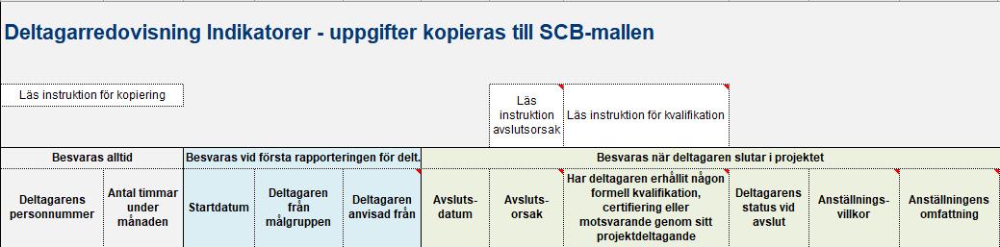 Deltagarredovisning Indikatorer - uppgifter kopieras till SCB-mallen
Läs instruktion för kopiering
Läs
instruktion
avslutsorsak
Läs instruktion för kvalifikation
Besvaras alltid
Besvaras vid första rapporteringen för delt.
Besvaras när deltagaren slutar i projektet
Deltagarens
personnummer
Antal timmar
under
månaden
Startdatum
Deltagaren
från
målgruppen
Deltagaren
anvisad från
Avsluts-
datum
Avsluts-
orsak
Har deltagaren erhållit någon
formell kvalifikation,
certifiering eller
motsvarande genom sitt
projektdeltagande
Deltagarens
status vid
avslut
Anställnings-
villkor
Anställningens
omfattning